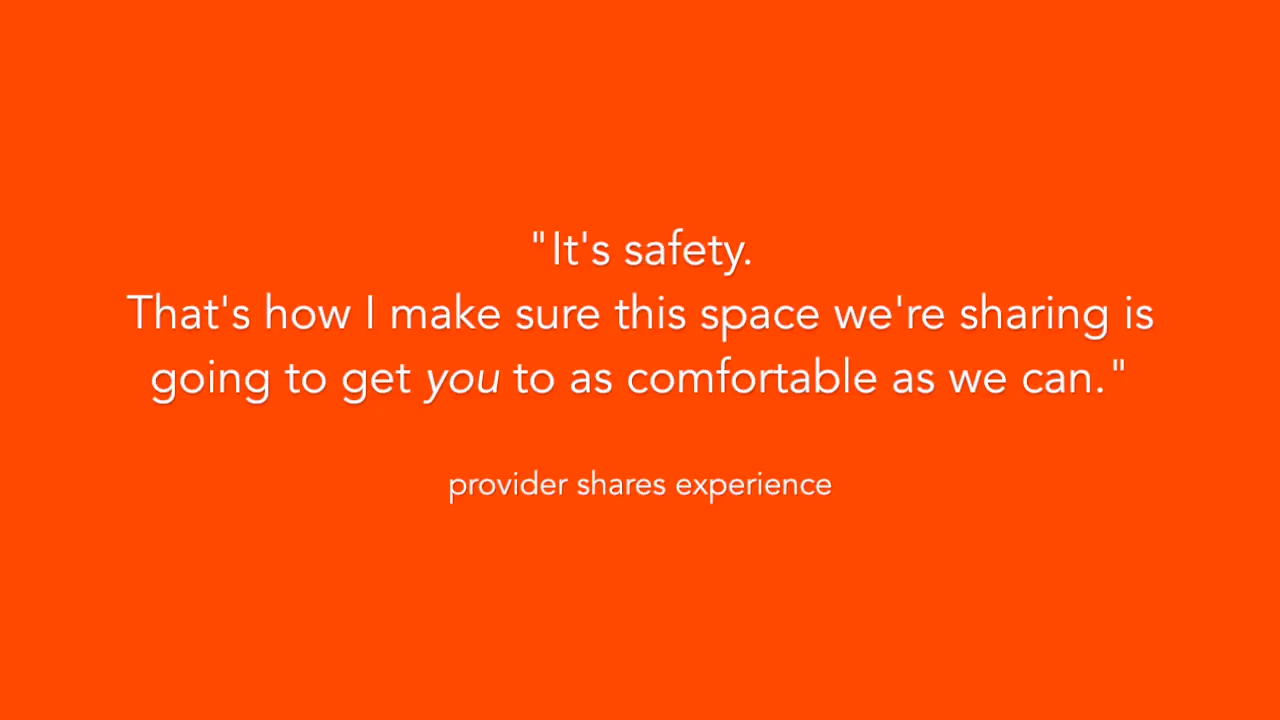 "It's safety.
That's how I make sure this space we're sharing is
going to get you to as comfortable as we can."
provider shares experience